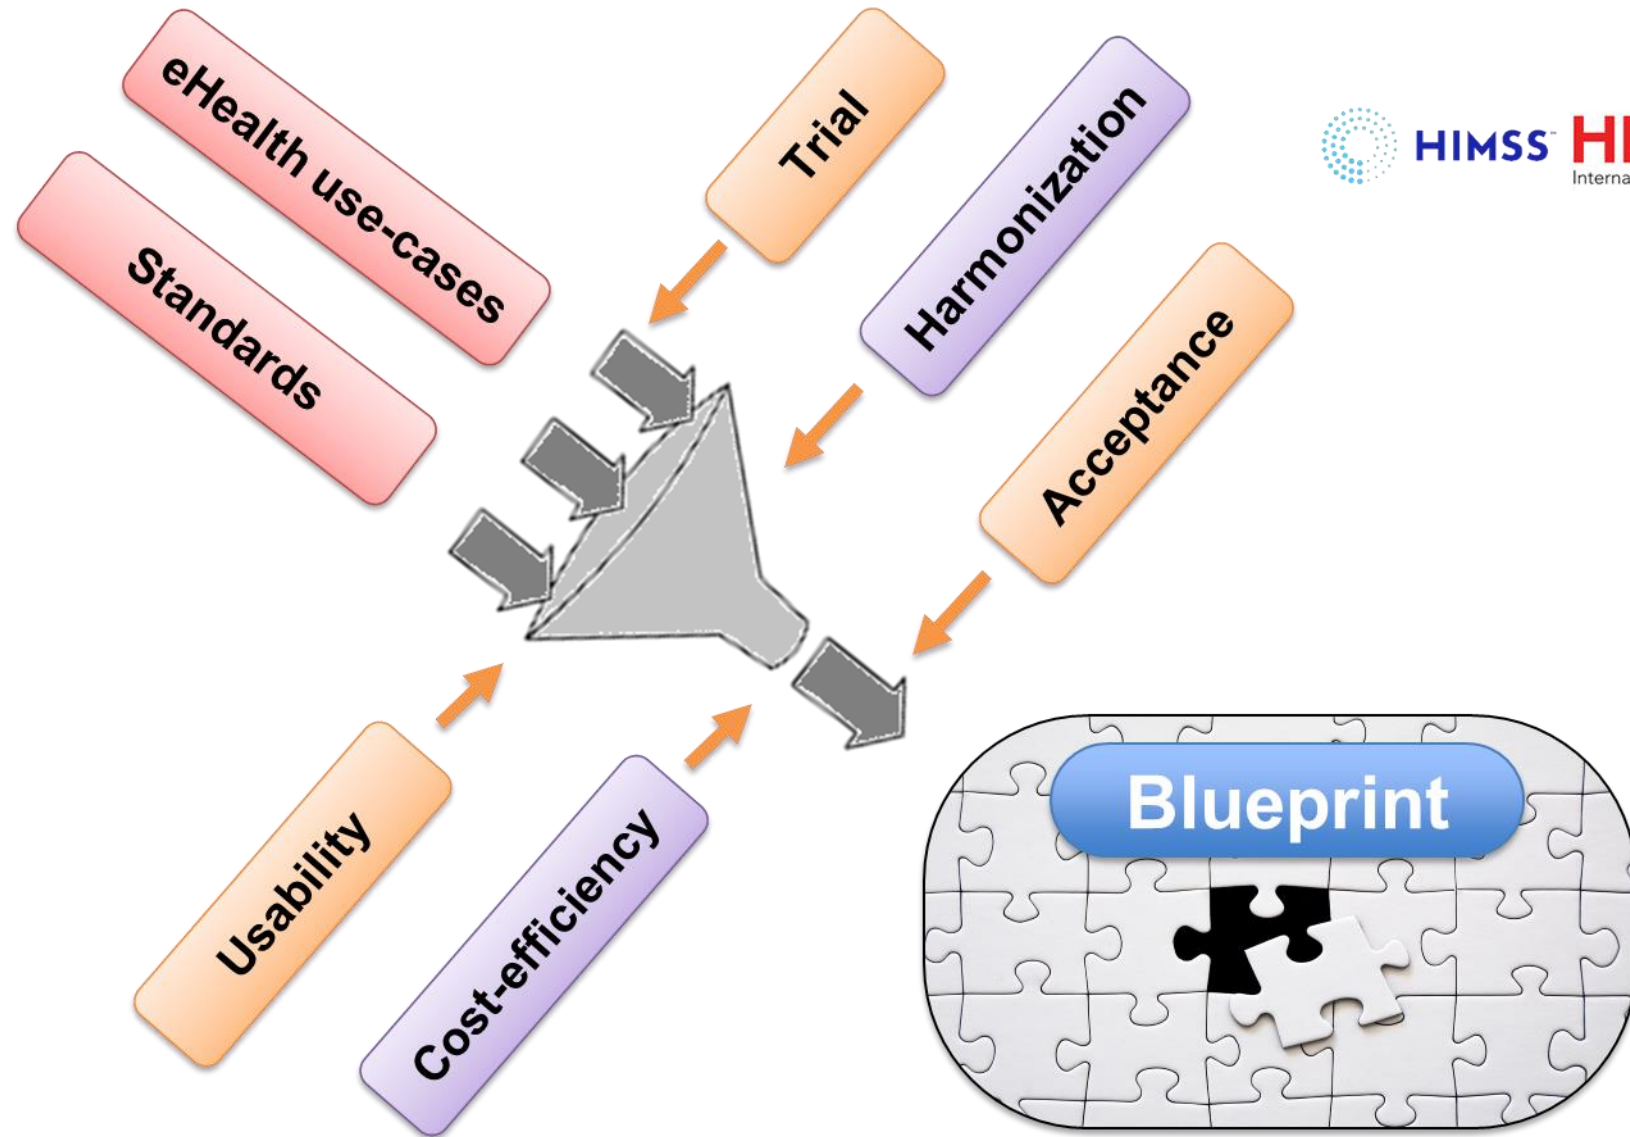 eHealth use-cases
Standards
Trial
Harmonization
Acceptance
HIMSS
Usability
Cost-efficiency
Blueprint